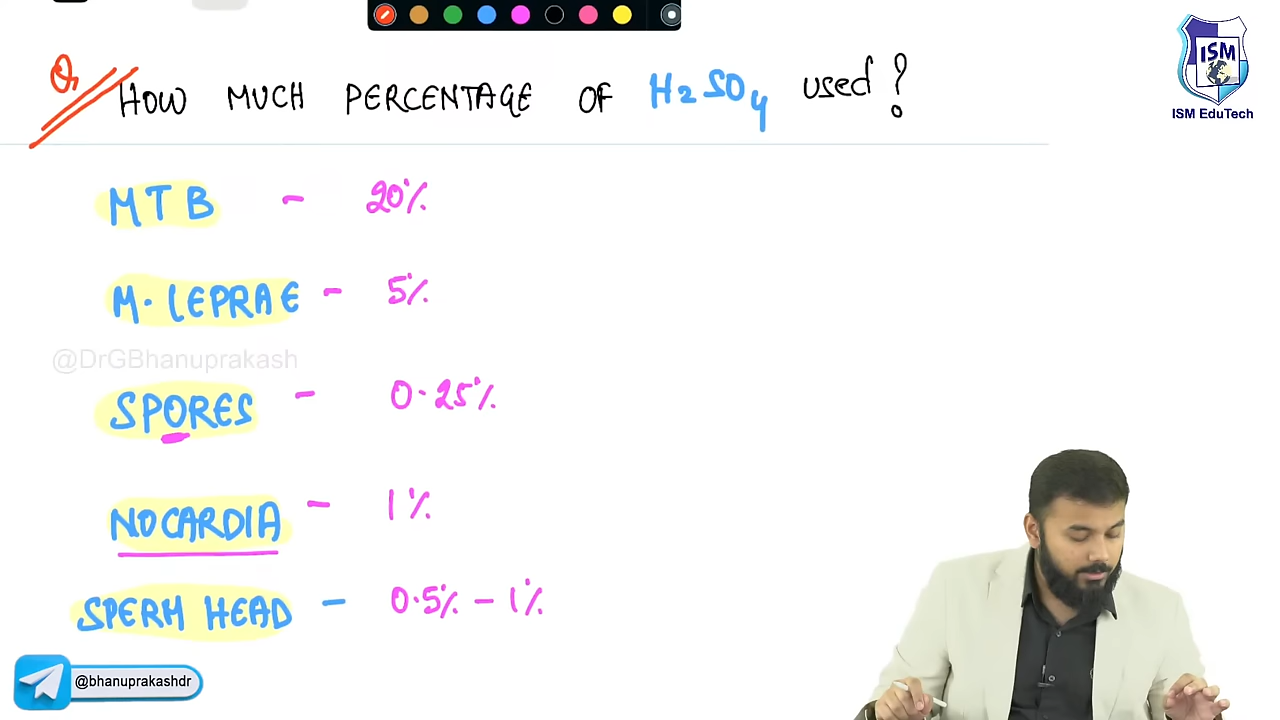 Q, HOW MUCH PERCENTAGE OF H2SO4 used?
ISM
ISM EduTech
MTB - 20%
M. LEPRAE - 5%
@DrGBhanuprakash
SPORES - 0.25%
NOCARDIA - 1%
SPERM HEAD - 0.5% - 1%
@bhanuprakashdr